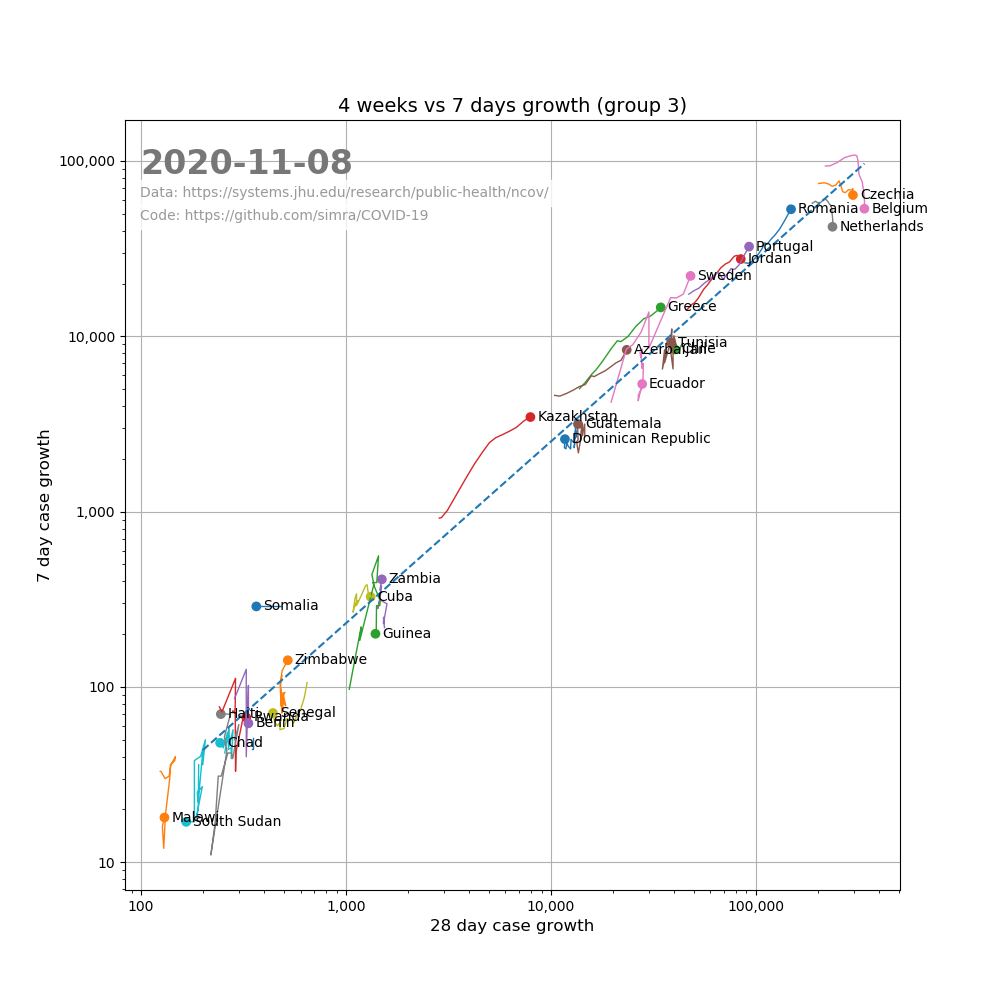 4 weeks vs 7 days growth (group 3)
2020-11-08
Data: https://systems.jhu.edu/research/public-health/ncov/
Code: https://github.com/simra/COVID-19
100,000
10,000
1,000
100
10
7 day case growth
Czechia
Romania
Belgium
Netherlands
Portugal
Jordan
Sweden
Greece
Tunisia
Azerbaijan
Chile
Ecuador
Kazakhstan
Guatemala
Dominican Republic
Zambia
Cuba
Somalia
Guinea
Zimbabwe
Haiti
Senegal
Rwanda
Benin
Chad
Malawi
South Sudan
100
1,000
10,000
100,000
28 day case growth